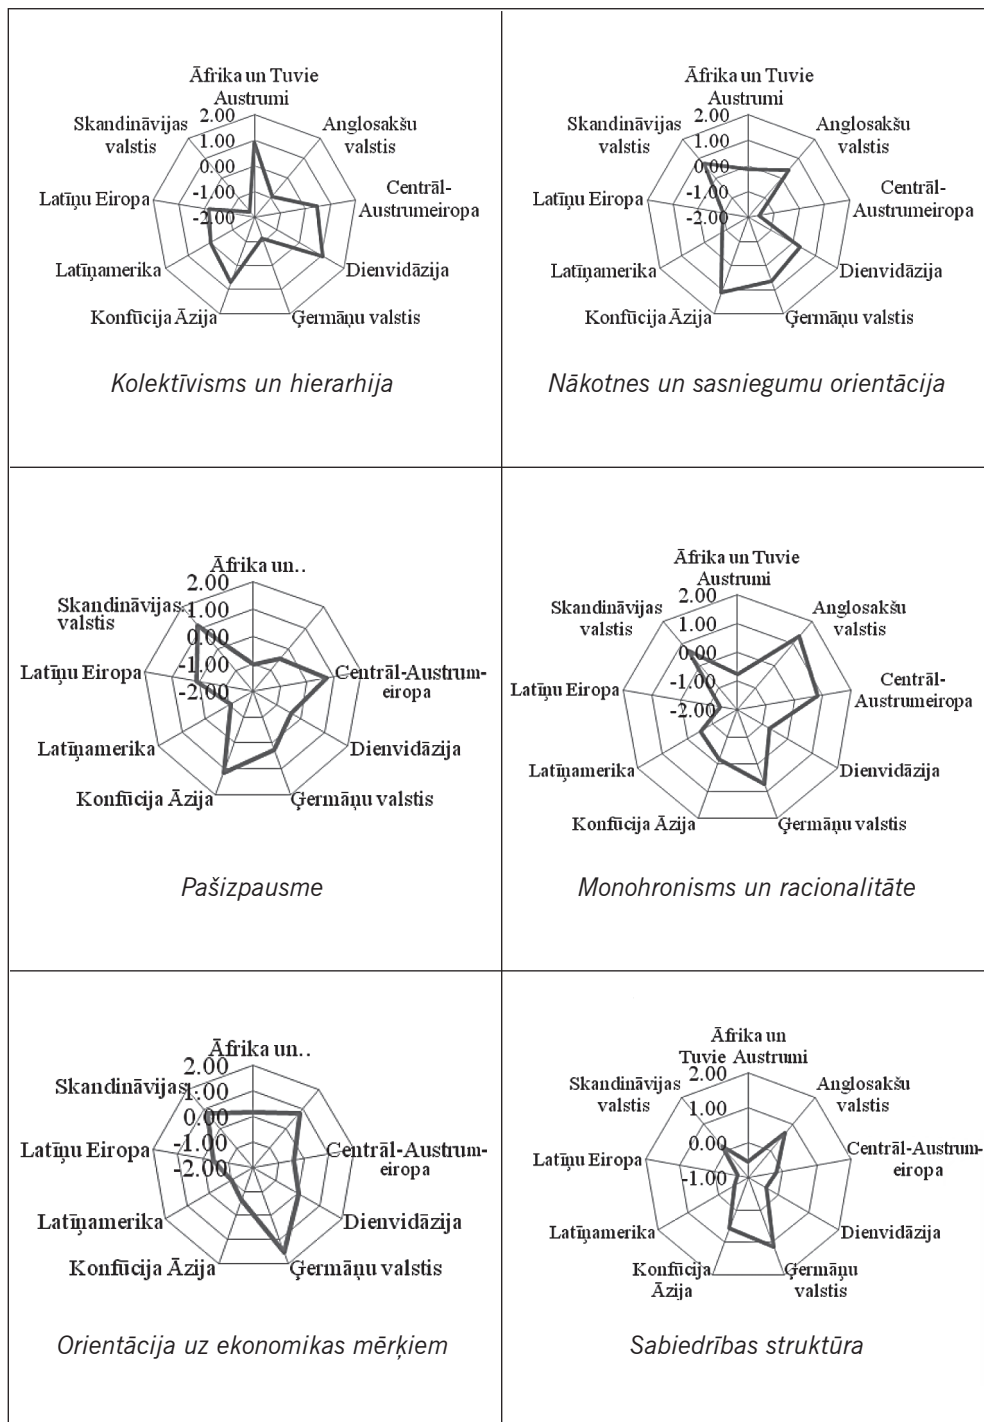 Āfrika un Tuvie
Austrumi
2.00
Skandināvijas
valstis
Anglosakšu
valstis
1.00
0.00
Latīņu Eiropa
-1.00
Centrāl-
Austrumeiropa
-2.00
Latīņamerika
Dienvidāzija
Konfūcija Āzija
Ģermāņu valstis
Kolektīvisms un hierarhija
Āfrika un Tuvie
Austrumi
2.00
Skandināvijas
valstis
Anglosakšu
valstis
1.00
0.00
Latīņu Eiropa
-1.00
Centrāl-
Austrumeiropa
-2.00
Latīņamerika
Dienvidāzija
Konfūcija Āzija
Ģermāņu valstis
Nākotnes un sasniegumu orientācija
Āfrika un..
2.00
Skandināvijas
valstis
1.00
0.00
Latīņu Eiropa
-1.00
Centrāl-Austrum-
eiropa
-2.00
Latīņamerika
Dienvidāzija
Konfūcija Āzija
Ģermāņu valstis
Pašizpausme
Āfrika un Tuvie
Austrumi
2.00
Skandināvijas
valstis
Anglosakšu
valstis
1.00
0.00
Latīņu Eiropa
-1.00
Centrāl-
Austrumeiropa
-2.00
Latīņamerika
Dienvidāzija
Konfūcija Āzija
Ģermāņu valstis
Monohronisms un racionalitāte
Āfrika un..
2.00
Skandināvijas
1.00
0.00
Latīņu Eiropa
-1.00
Centrāl-Austrum-
eiropa
-2.00
Latīņamerika
Dienvidāzija
Konfūcija Āzija
Ģermāņu valstis
Orientācija uz ekonomikas mērķiem
Āfrika un
Tuvie Austrumi
2.00
Skandināvijas
valstis
Anglosakšu
valstis
1.00
0.00
Latīņu Eiropa
Centrāl-Austrum-
eiropa
-1.00
Latīņamerika
Dienvidāzija
Konfūcija
Āzija
Ģermāņu
valstis
Sabiedrības struktūra